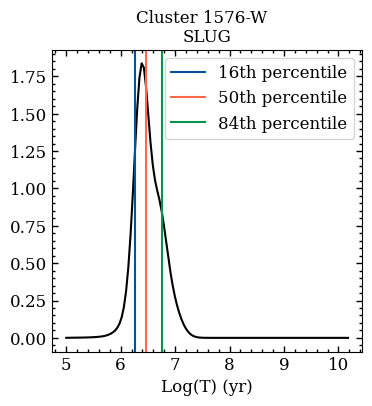 Cluster 1576-W
SLUG
16th percentile
50th percentile
84th percentile
1.75
1.50
1.25
1.00
0.75
0.50
0.25
0.00
5 6 7 8 9 10
Log(T) (yr)